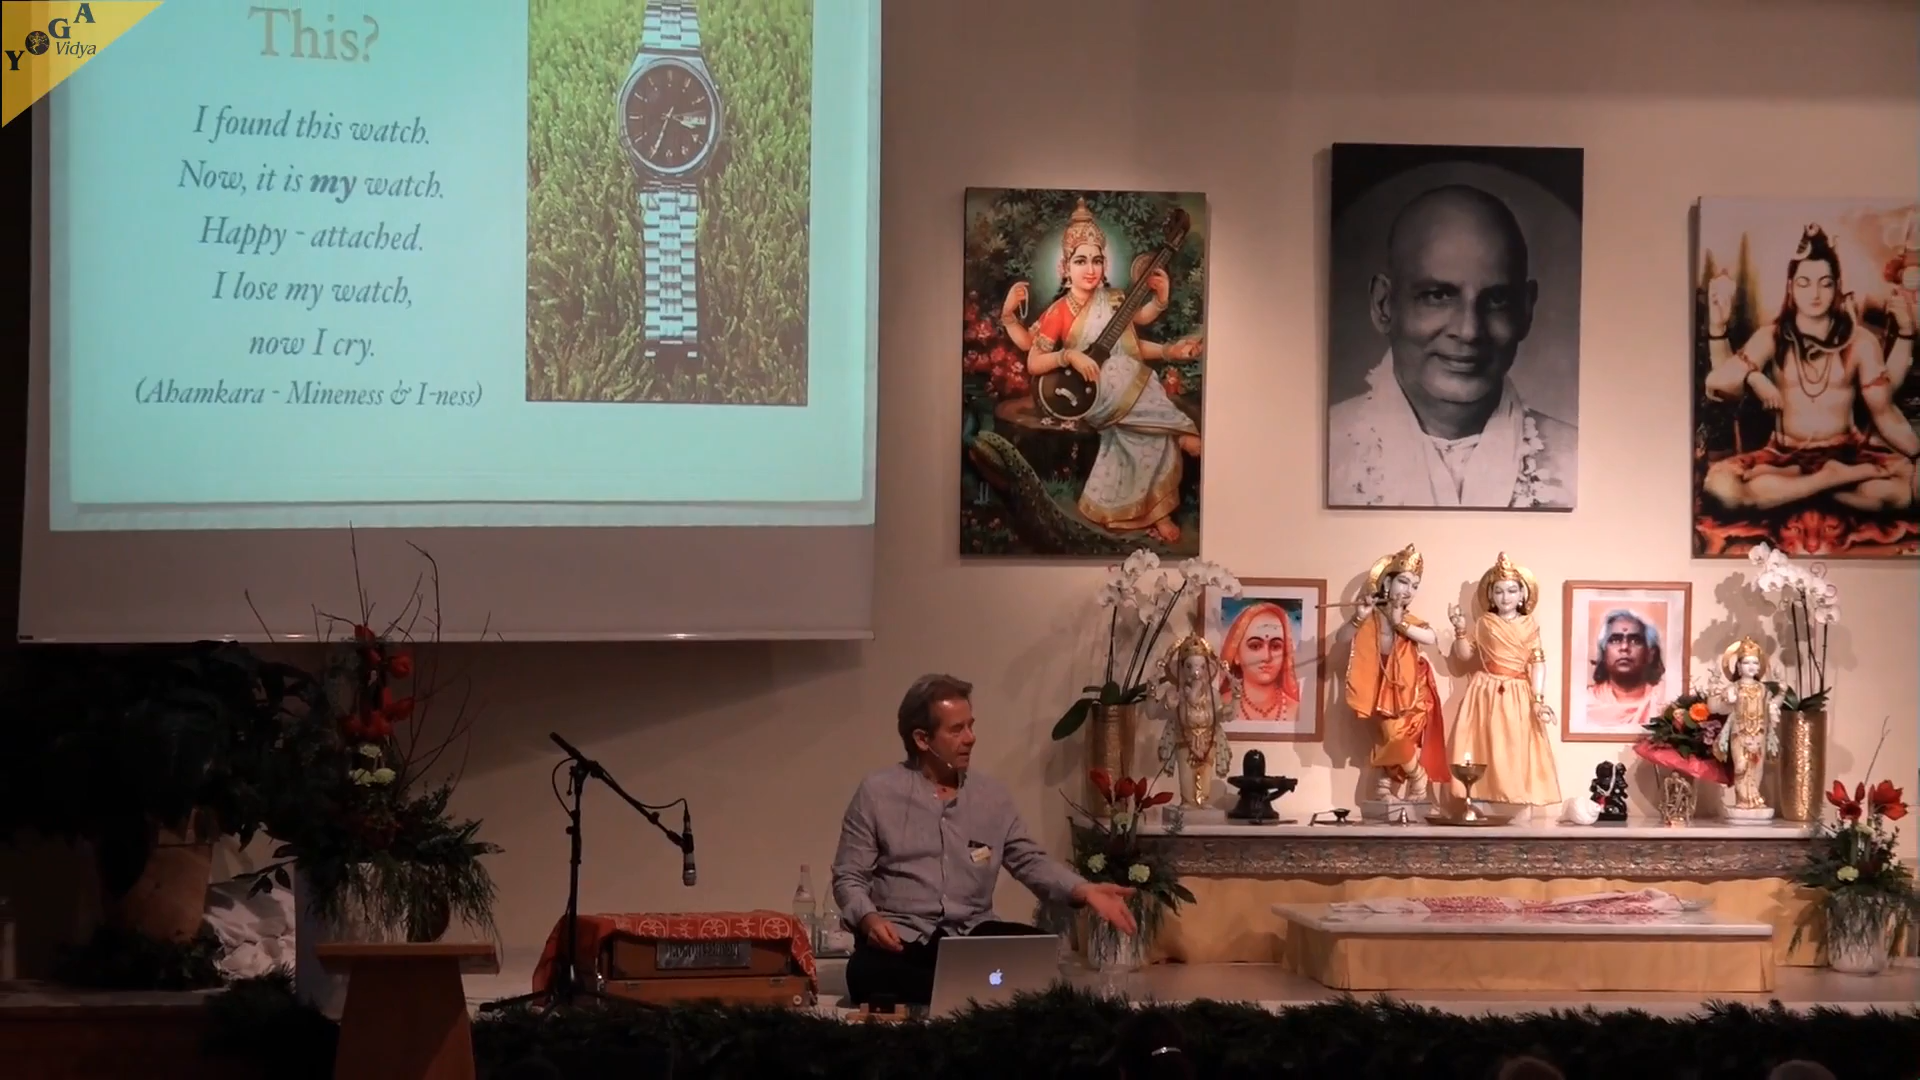 YOGA
Vidya
This?
I found this watch.
Now, it is my watch.
Happy - attached.
I lose my watch,
now I cry.
(Ahamkara - Mineness & I-ness)